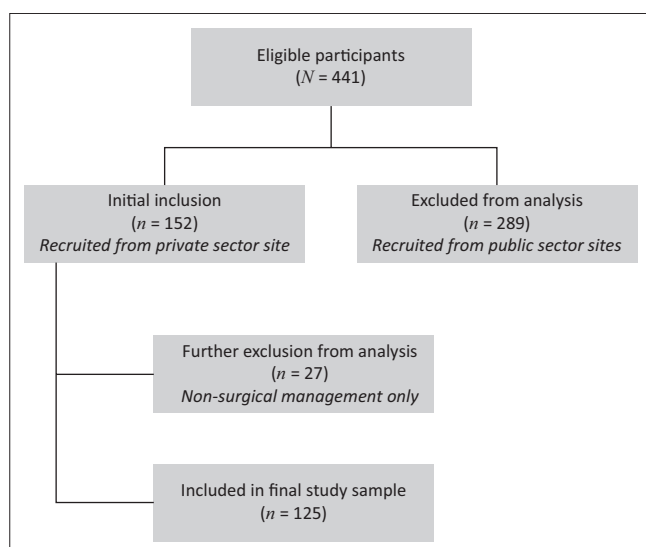 Eligible participants
(N = 441)
Initial inclusion
(n = 152)
Recruited from private sector site
Excluded from analysis
(n = 289)
Recruited from public sector sites
Further exclusion from analysis
(n = 27)
Non-surgical management only
Included in final study sample
(n = 125)